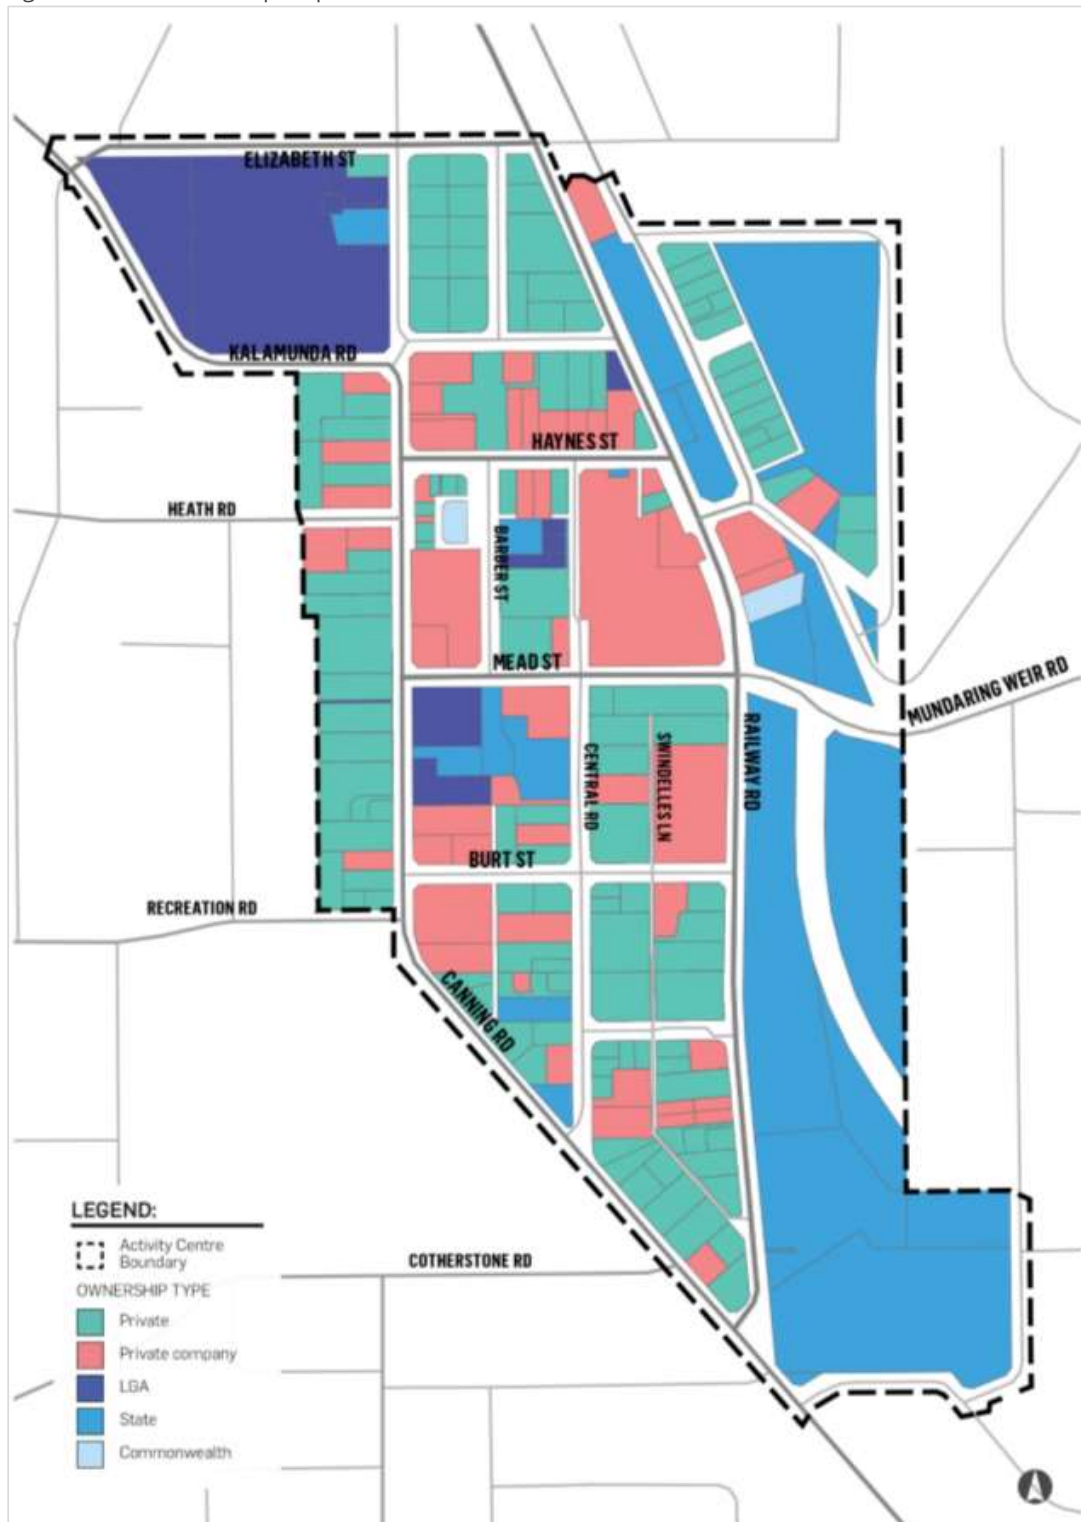 ELIZABETH ST
KALAMUNDA RD
HAYNES ST
HEATH RD
BARBER ST
MEAD ST
MUNDARING WEIR RD
CENTRAL RD
SWINDELLES LN
RAILWAY RD
BURT ST
RECREATION RD
CANNING RD
COTHERSTONE RD
LEGEND:
Activity Centre
Boundary
OWNERSHIP TYPE
Private
Private company
LGA
State
Commonwealth